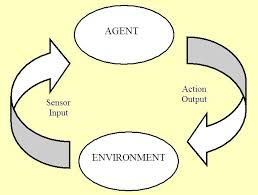 AGENT
Action
Output
Sensor
Input
ENVIRONMENT